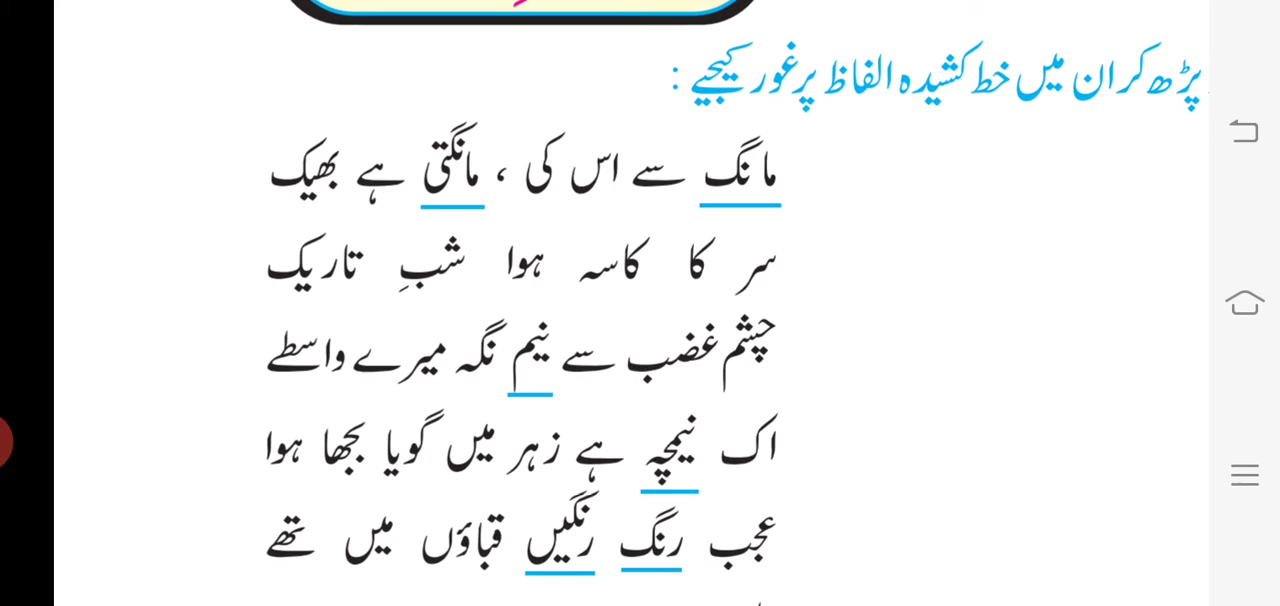 پڑھ کر ان میں خط کشیدہ الفاظ پر غور کیجیے :
مانگ سے اس کی ، مانگتی ہے بھیک
سر کا کاسہ ہوا شبِ تاریک
چشم غضب سے نیم نگہ میرے واسطے
اک نیمچہ ہے زہر میں گویا بجھا ہوا
عجب رنگ رنگیں قباؤں میں تھے